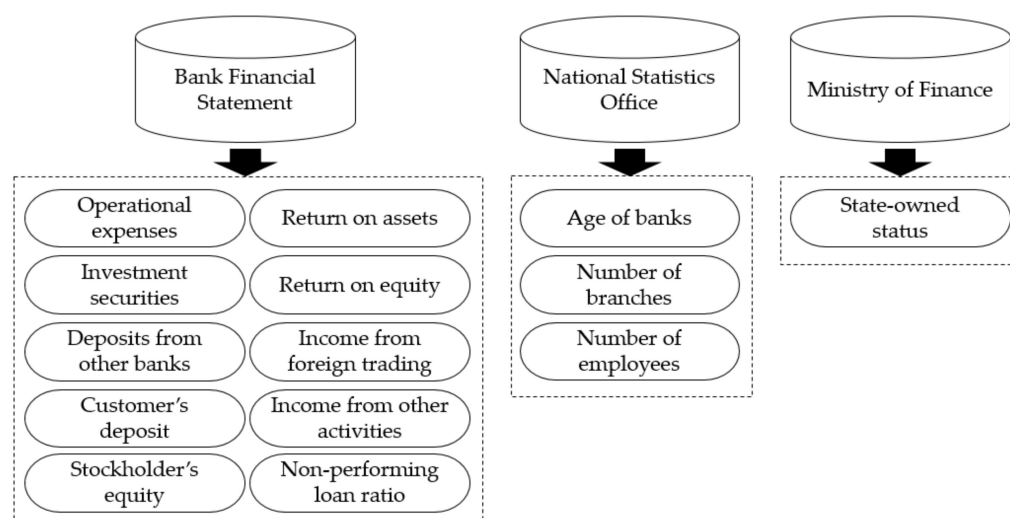 Bank Financial
Statement
National Statistics
Office
Ministry of Finance
Operational
expenses
Return on assets
Investment
securities
Return on equity
Deposits from
other banks
Income from
foreign trading
Customer's
deposit
Income from other
activities
Stockholder's
equity
Non-performing
loan ratio
Age of banks
Number of
branches
Number of
employees
State-owned
status